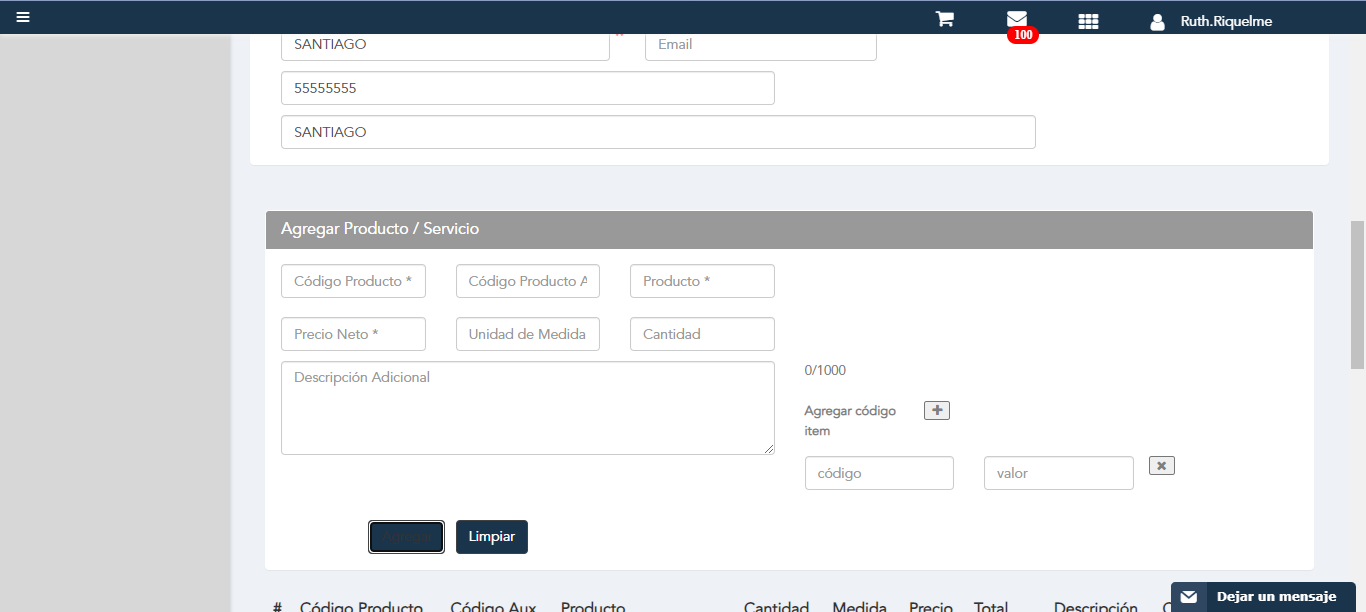 Ruth.Riquelme
100
SANTIAGO
Email
55555555
SANTIAGO
Agregar Producto / Servicio
Código Producto * Código Producto A Producto *
Precio Neto * Unidad de Medida Cantidad
Descripción Adicional
0/1000
Agregar código
item
código valor
Agregar Limpiar
# Código Producto Código Aux Producto Cantidad Medida Precio Total Descripción
Dejar un mensaje